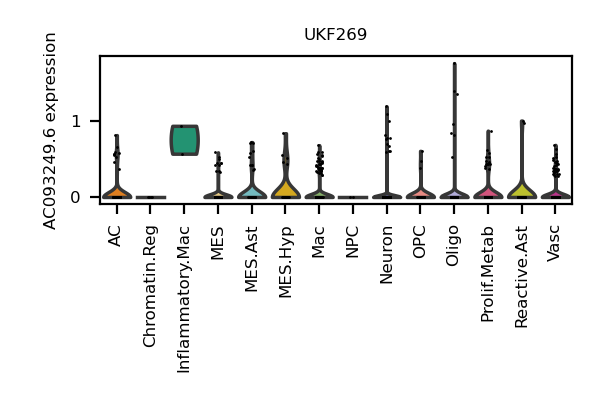 UKF269
AC093249.6 expression
1
0
AC
Chromatin.Reg
Inflammatory.Mac
MES
MES.Ast
MES.Hyp
Mac
NPC
Neuron
OPC
Oligo
Prolif.Metab
Reactive.Ast
Vasc